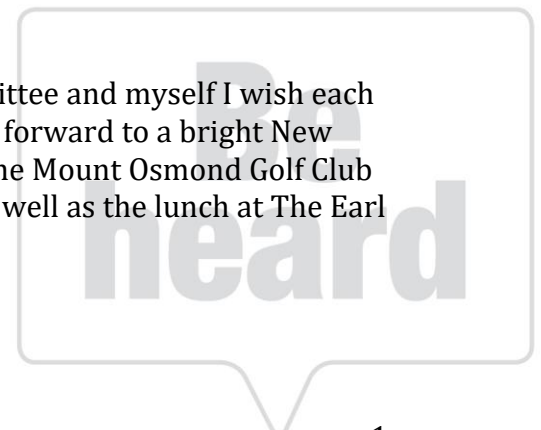 ittee and myself I wish each
forward to a bright New
he Mount Osmond Golf Club
well as the lunch at The Earl
Be
heard